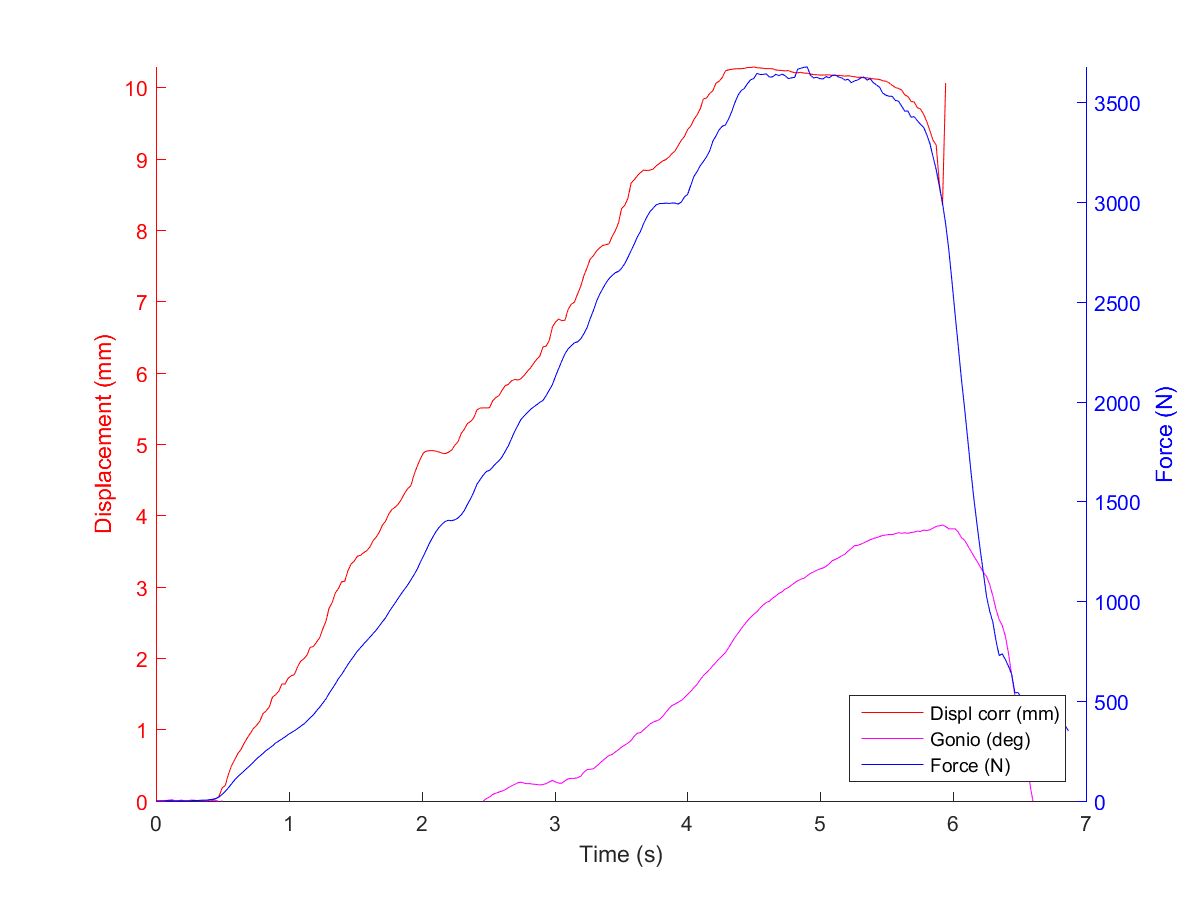 10
9
8
7
6
5
4
3
2
1
0
Displacement (mm)
3500
3000
2500
2000
1500
1000
500
0
Force (N)
Displ corr (mm)
Gonio (deg)
Force (N)
0 1 2 3 4 5 6 7
Time (s)